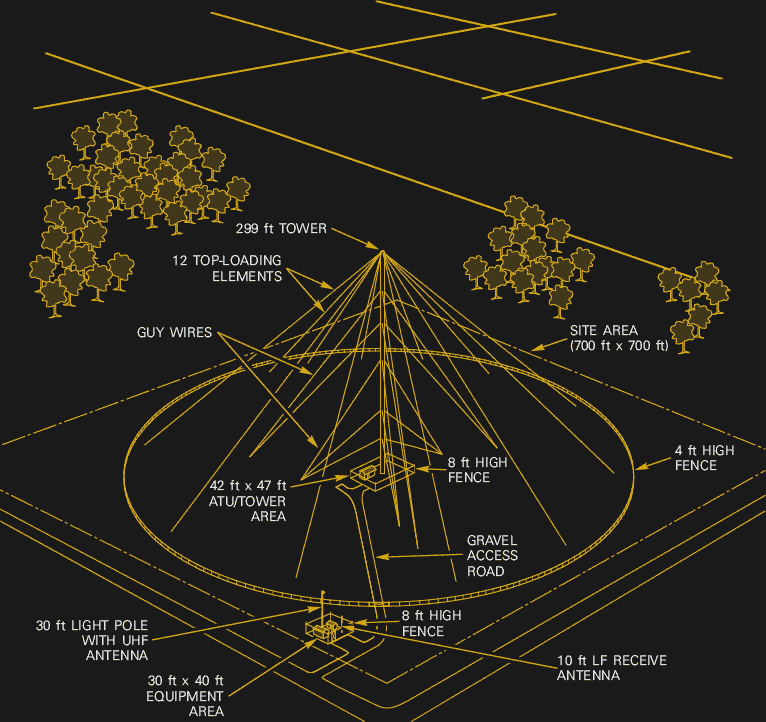 299 ft TOWER
12 TOP-LOADING
ELEMENTS
GUY WIRES
SITE AREA
(700 ft x 700 ft)
4 ft HIGH
FENCE
8 ft HIGH
FENCE
42 ft x 47 ft
ATU/TOWER
AREA
GRAVEL
ACCESS
ROAD
8 ft HIGH
FENCE
30 ft LIGHT POLE
WITH UHF
ANTENNA
10 ft LF RECEIVE
ANTENNA
30 ft x 40 ft
EQUIPMENT
AREA